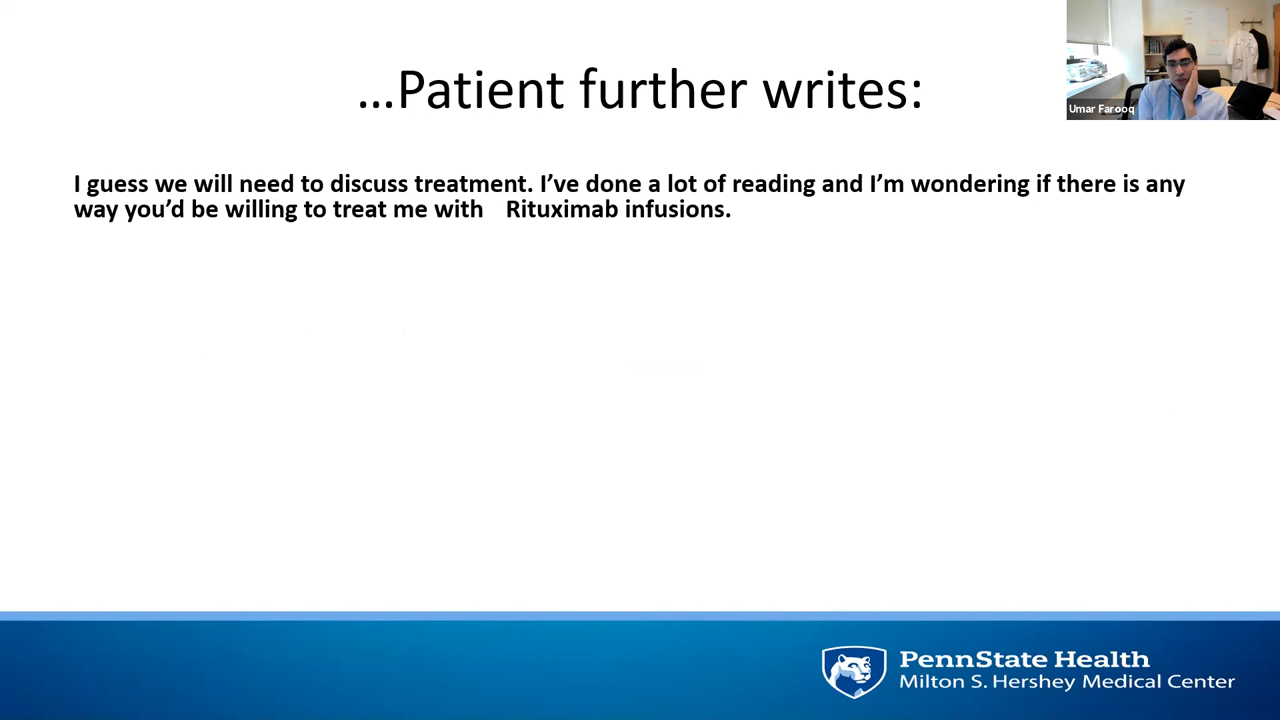 ...Patient further writes:
Umar Farooq
I guess we will need to discuss treatment. I’ve done a lot of reading and I’m wondering if there is any
way you’d be willing to treat me with Rituximab infusions.
PennState Health
Milton S. Hershey Medical Center